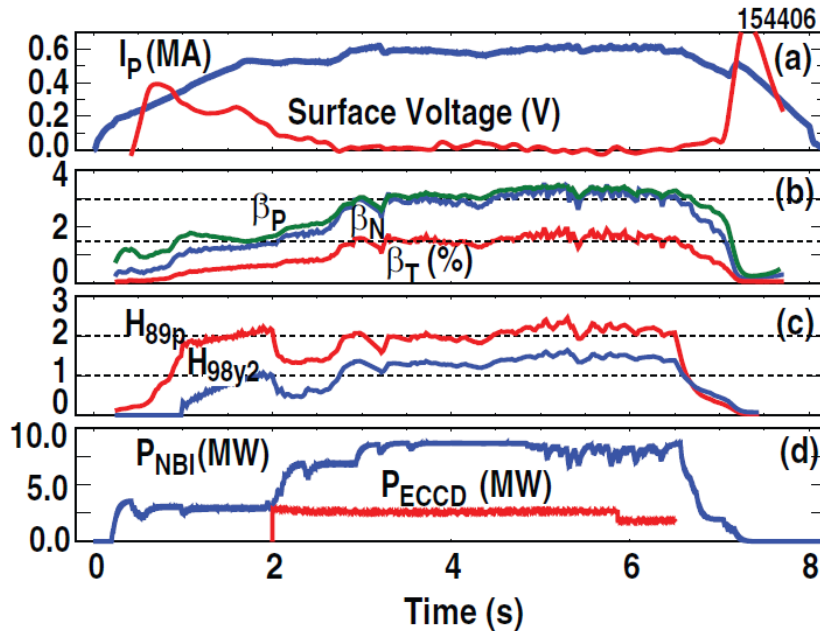 154406
0.6
I_P (MA)
(a)
0.4
Surface Voltage (V)
0.2
0.0
4
(b)
β_P
β_N
2
β_T (%)
0
3
(c)
H_89p
2
H_98y2
1
0
10.0
(d)
P_NBI (MW)
P_ECCD (MW)
5.0
0.0
0 2 4 6 8
Time (s)